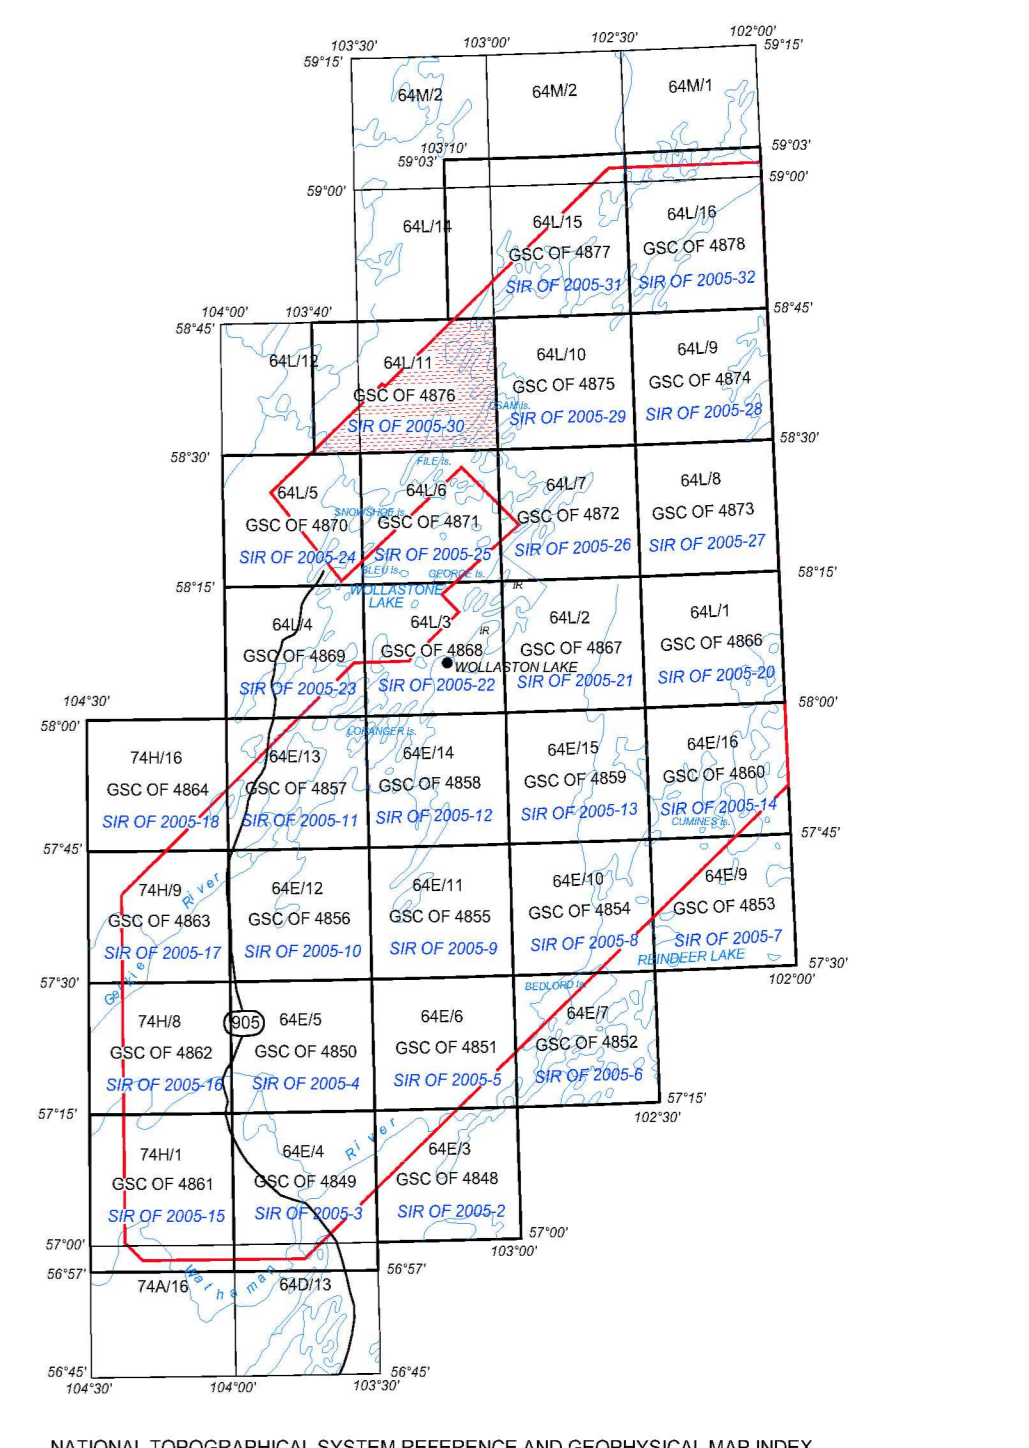 103°30' 103°00' 102°30' 102°00'
59°15' 59°15'
64M/2 64M/2 64M/1
103°10'
59°03' 59°03'
59°00' 59°00'
64L/14 64L/15 64L/16
GSC OF 4877 GSC OF 4878
SIR OF 2005-31 SIR OF 2005-32
104°00' 103°40'
58°45' 58°45'
64L/12 64L/11 64L/10 64L/9
GSC OF 4876 GSC OF 4875 GSC OF 4874
SIR OF 2005-30 SIR OF 2005-29 SIR OF 2005-28
58°30' 58°30'
FILE Is.
64L/5 64L/6 64L/7 64L/8
SNOWSHOE Is.
GSC OF 4870 GSC OF 4871 GSC OF 4872 GSC OF 4873
SIR OF 2005-24 SIR OF 2005-25 SIR OF 2005-26 SIR OF 2005-27
BLEU Is. GEORGE Is.
58°15' 58°15'
WOLLASTONE
LAKE
IR
64L/4 64L/3 64L/2 64L/1
IR
GSC OF 4869 GSC OF 4868 GSC OF 4867 GSC OF 4866
WOLLASTON LAKE
SIR OF 2005-23 SIR OF 2005-22 SIR OF 2005-21 SIR OF 2005-20
104°30'
58°00' 58°00'
LORANGER Is.
74H/16 64E/13 64E/14 64E/15 64E/16
GSC OF 4864 GSC OF 4857 GSC OF 4858 GSC OF 4859 GSC OF 4860
SIR OF 2005-18 SIR OF 2005-11 SIR OF 2005-12 SIR OF 2005-13 SIR OF 2005-14
CUMINES Is.
57°45' 57°45'
74H/9 64E/12 64E/11 64E/10 64E/9
River
GSC OF 4863 GSC OF 4856 GSC OF 4855 GSC OF 4854 GSC OF 4853
SIR OF 2005-17 SIR OF 2005-10 SIR OF 2005-9 SIR OF 2005-8 SIR OF 2005-7
REINDEER LAKE
57°30' 57°30'
102°00'
BEDLORD Is.
74H/8 905 64E/5 64E/6 64E/7
GSC OF 4862 GSC OF 4850 GSC OF 4851 GSC OF 4852
SIR OF 2005-16 SIR OF 2005-4 SIR OF 2005-5 SIR OF 2005-6
57°15' 57°15'
102°30'
River
74H/1 64E/4 64E/3
GSC OF 4861 GSC OF 4849 GSC OF 4848
SIR OF 2005-15 SIR OF 2005-3 SIR OF 2005-2
57°00' 57°00'
103°00'
56°57' 56°57'
Wathaman
74A/16 64D/13
56°45' 56°45'
104°30' 104°00' 103°30'
NATIONAL TOPOGRAPHICAL SYSTEM REFERENCE AND GEOPHYSICAL MAP INDEX